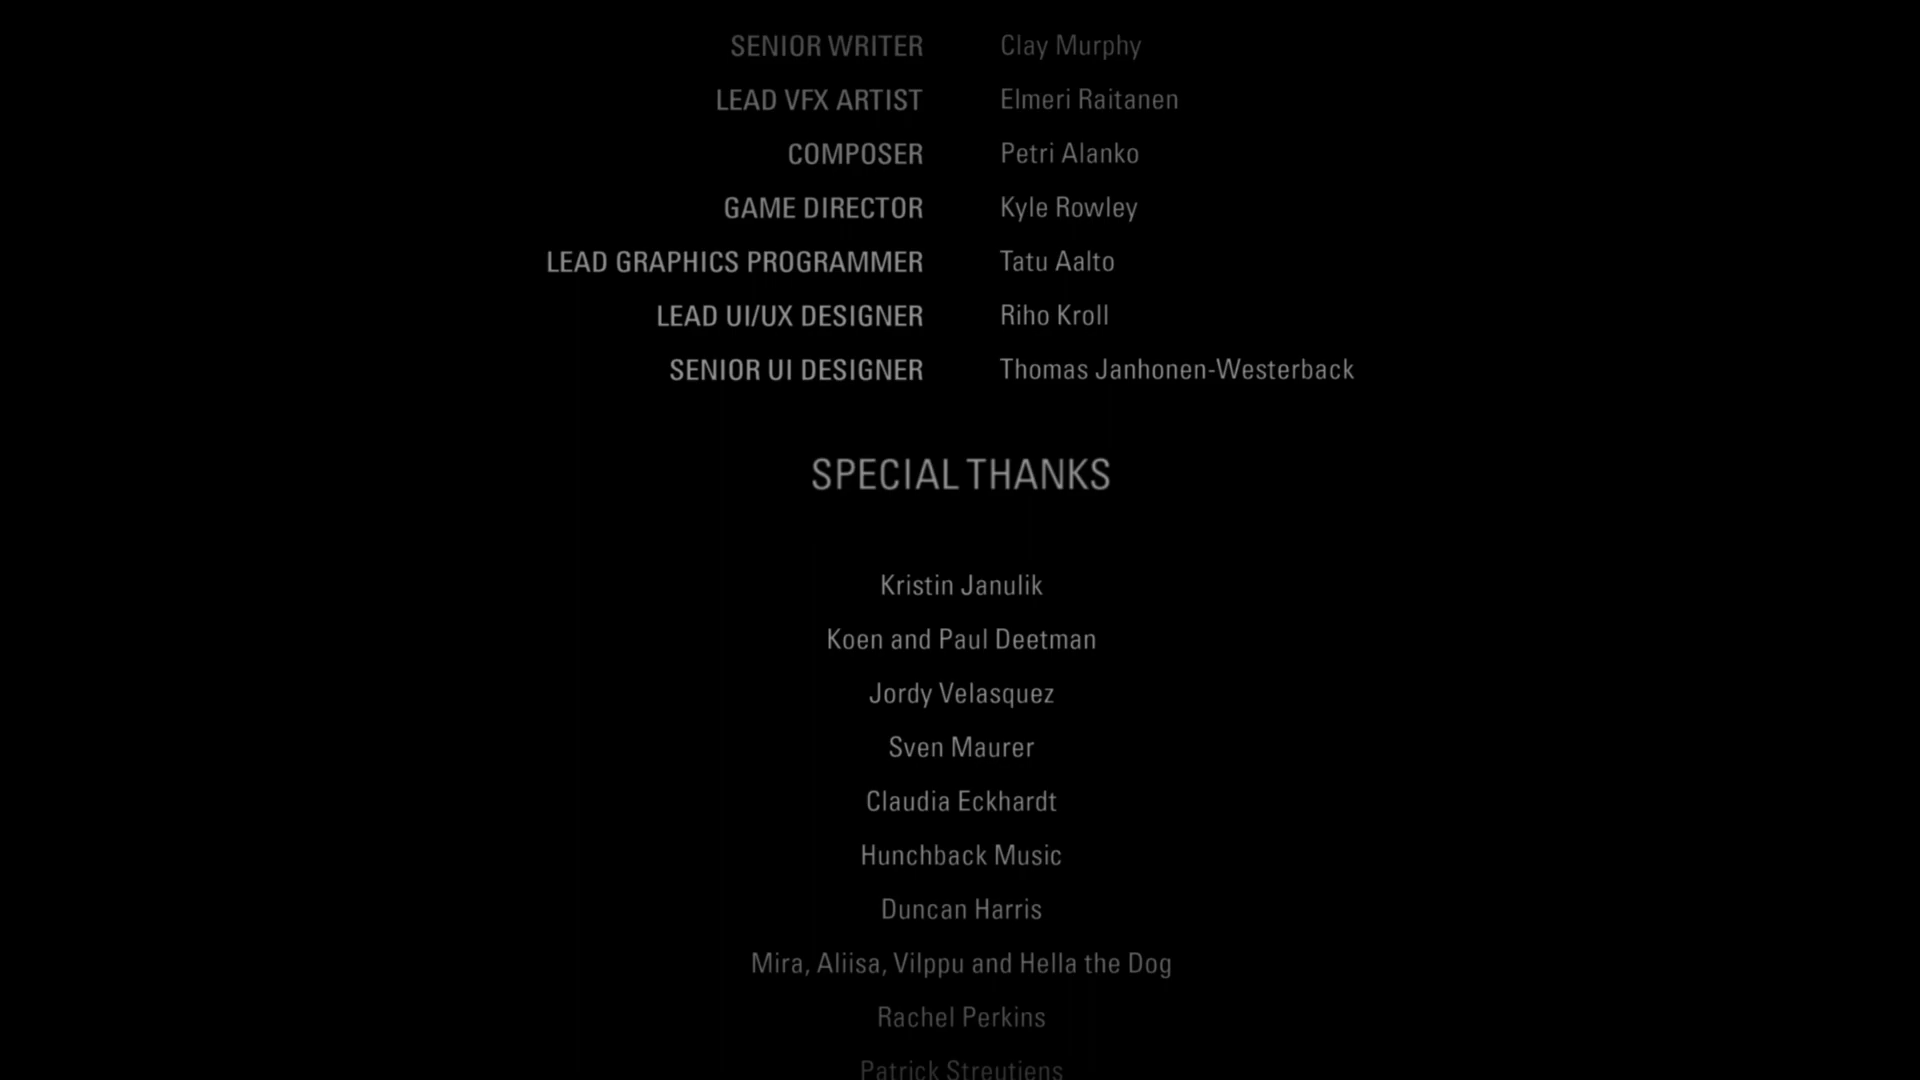 SENIOR WRITER Clay Murphy
LEAD VFX ARTIST Elmeri Raitanen
COMPOSER Petri Alanko
GAME DIRECTOR Kyle Rowley
LEAD GRAPHICS PROGRAMMER Tatu Aalto
LEAD UI/UX DESIGNER Riho Kroll
SENIOR UI DESIGNER Thomas Janhonen-Westerback
SPECIAL THANKS
Kristin Janulik
Koen and Paul Deetman
Jordy Velasquez
Sven Maurer
Claudia Eckhardt
Hunchback Music
Duncan Harris
Mira, Aliisa, Vilppu and Hella the Dog
Rachel Perkins
Patrick Streutiens